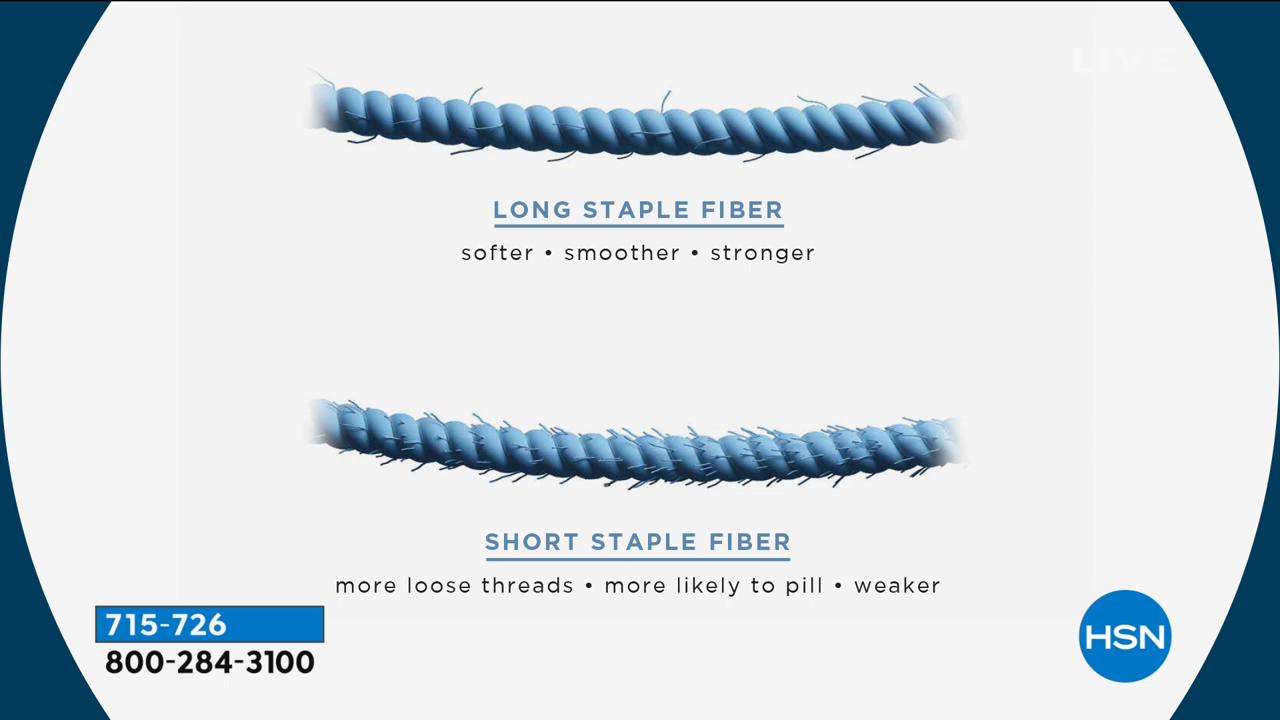 LIVE
LONG STAPLE FIBER
softer • smoother • stronger
SHORT STAPLE FIBER
more loose threads • more likely to pill • weaker
715-726
800-284-3100
HSN